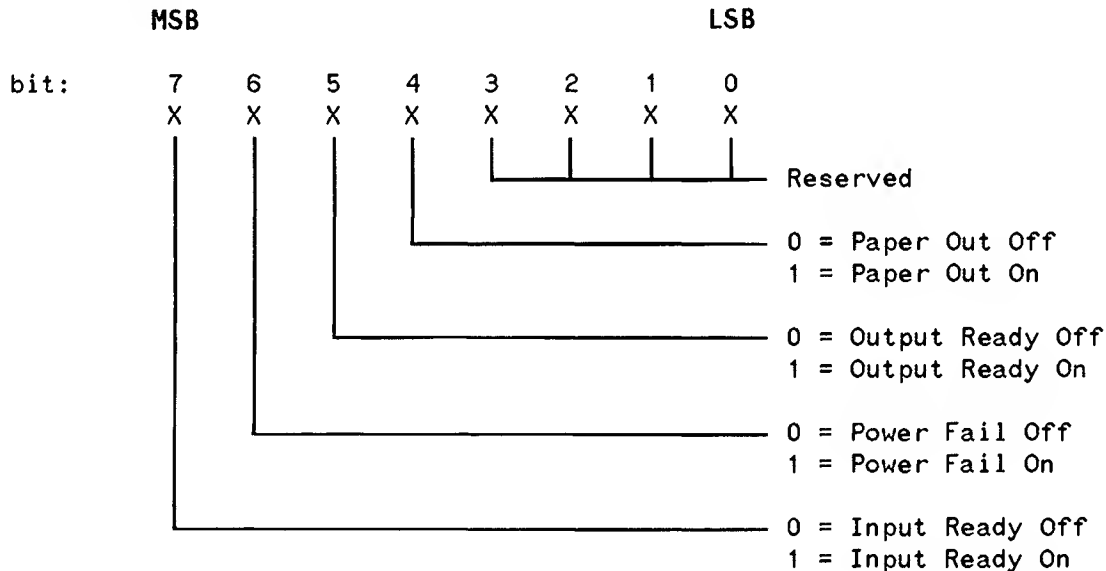 MSB LSB
bit: 7 6 5 4 3 2 1 0
X X X X X X X X
Reserved
0 = Paper Out Off
1 = Paper Out On
0 = Output Ready Off
1 = Output Ready On
0 = Power Fail Off
1 = Power Fail On
0 = Input Ready Off
1 = Input Ready On